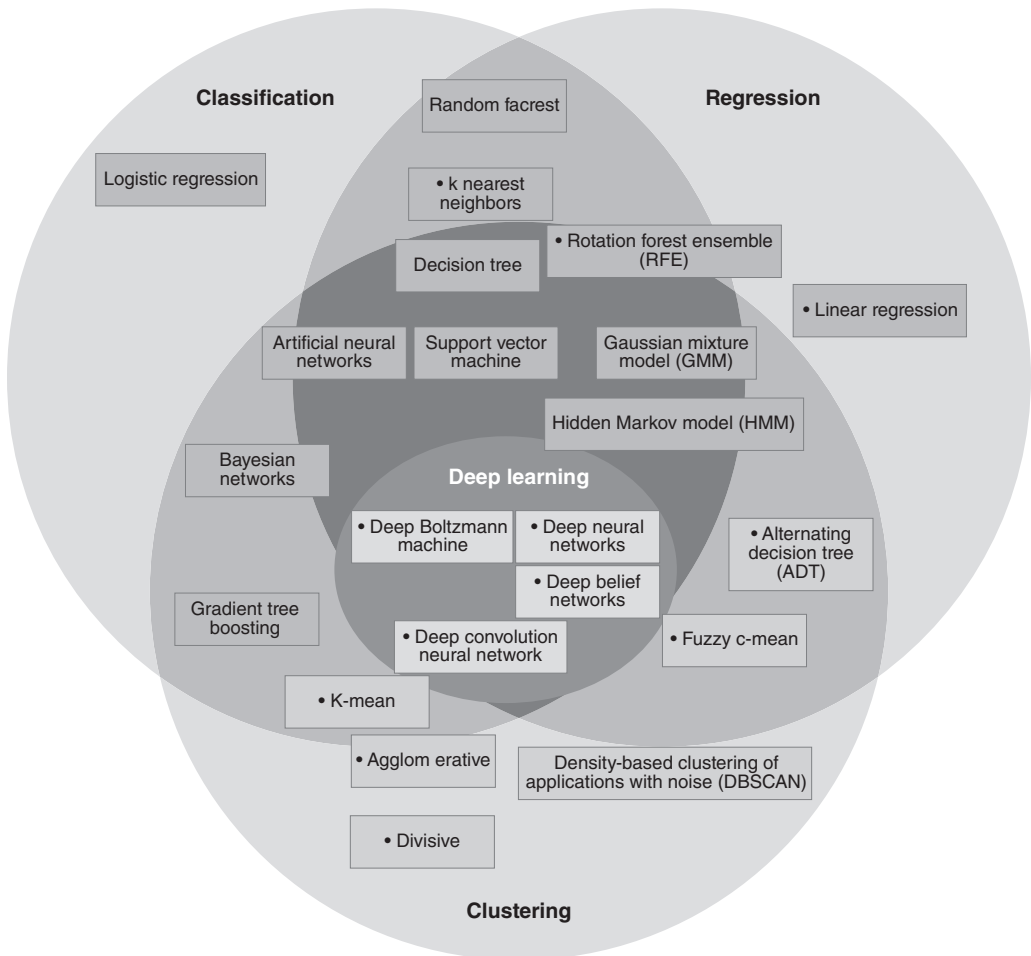 Classification
Regression
Random facrest
Logistic regression
• k nearest
neighbors
• Rotation forest ensemble
(RFE)
Decision tree
• Linear regression
Artificial neural
networks
Support vector
machine
Gaussian mixture
model (GMM)
Hidden Markov model (HMM)
Bayesian
networks
Deep learning
• Deep Boltzmann
machine
• Deep neural
networks
• Alternating
decision tree
(ADT)
• Deep belief
networks
Gradient tree
boosting
• Deep convolution
neural network
• Fuzzy c-mean
• K-mean
• Agglom erative
Density-based clustering of
applications with noise (DBSCAN)
• Divisive
Clustering